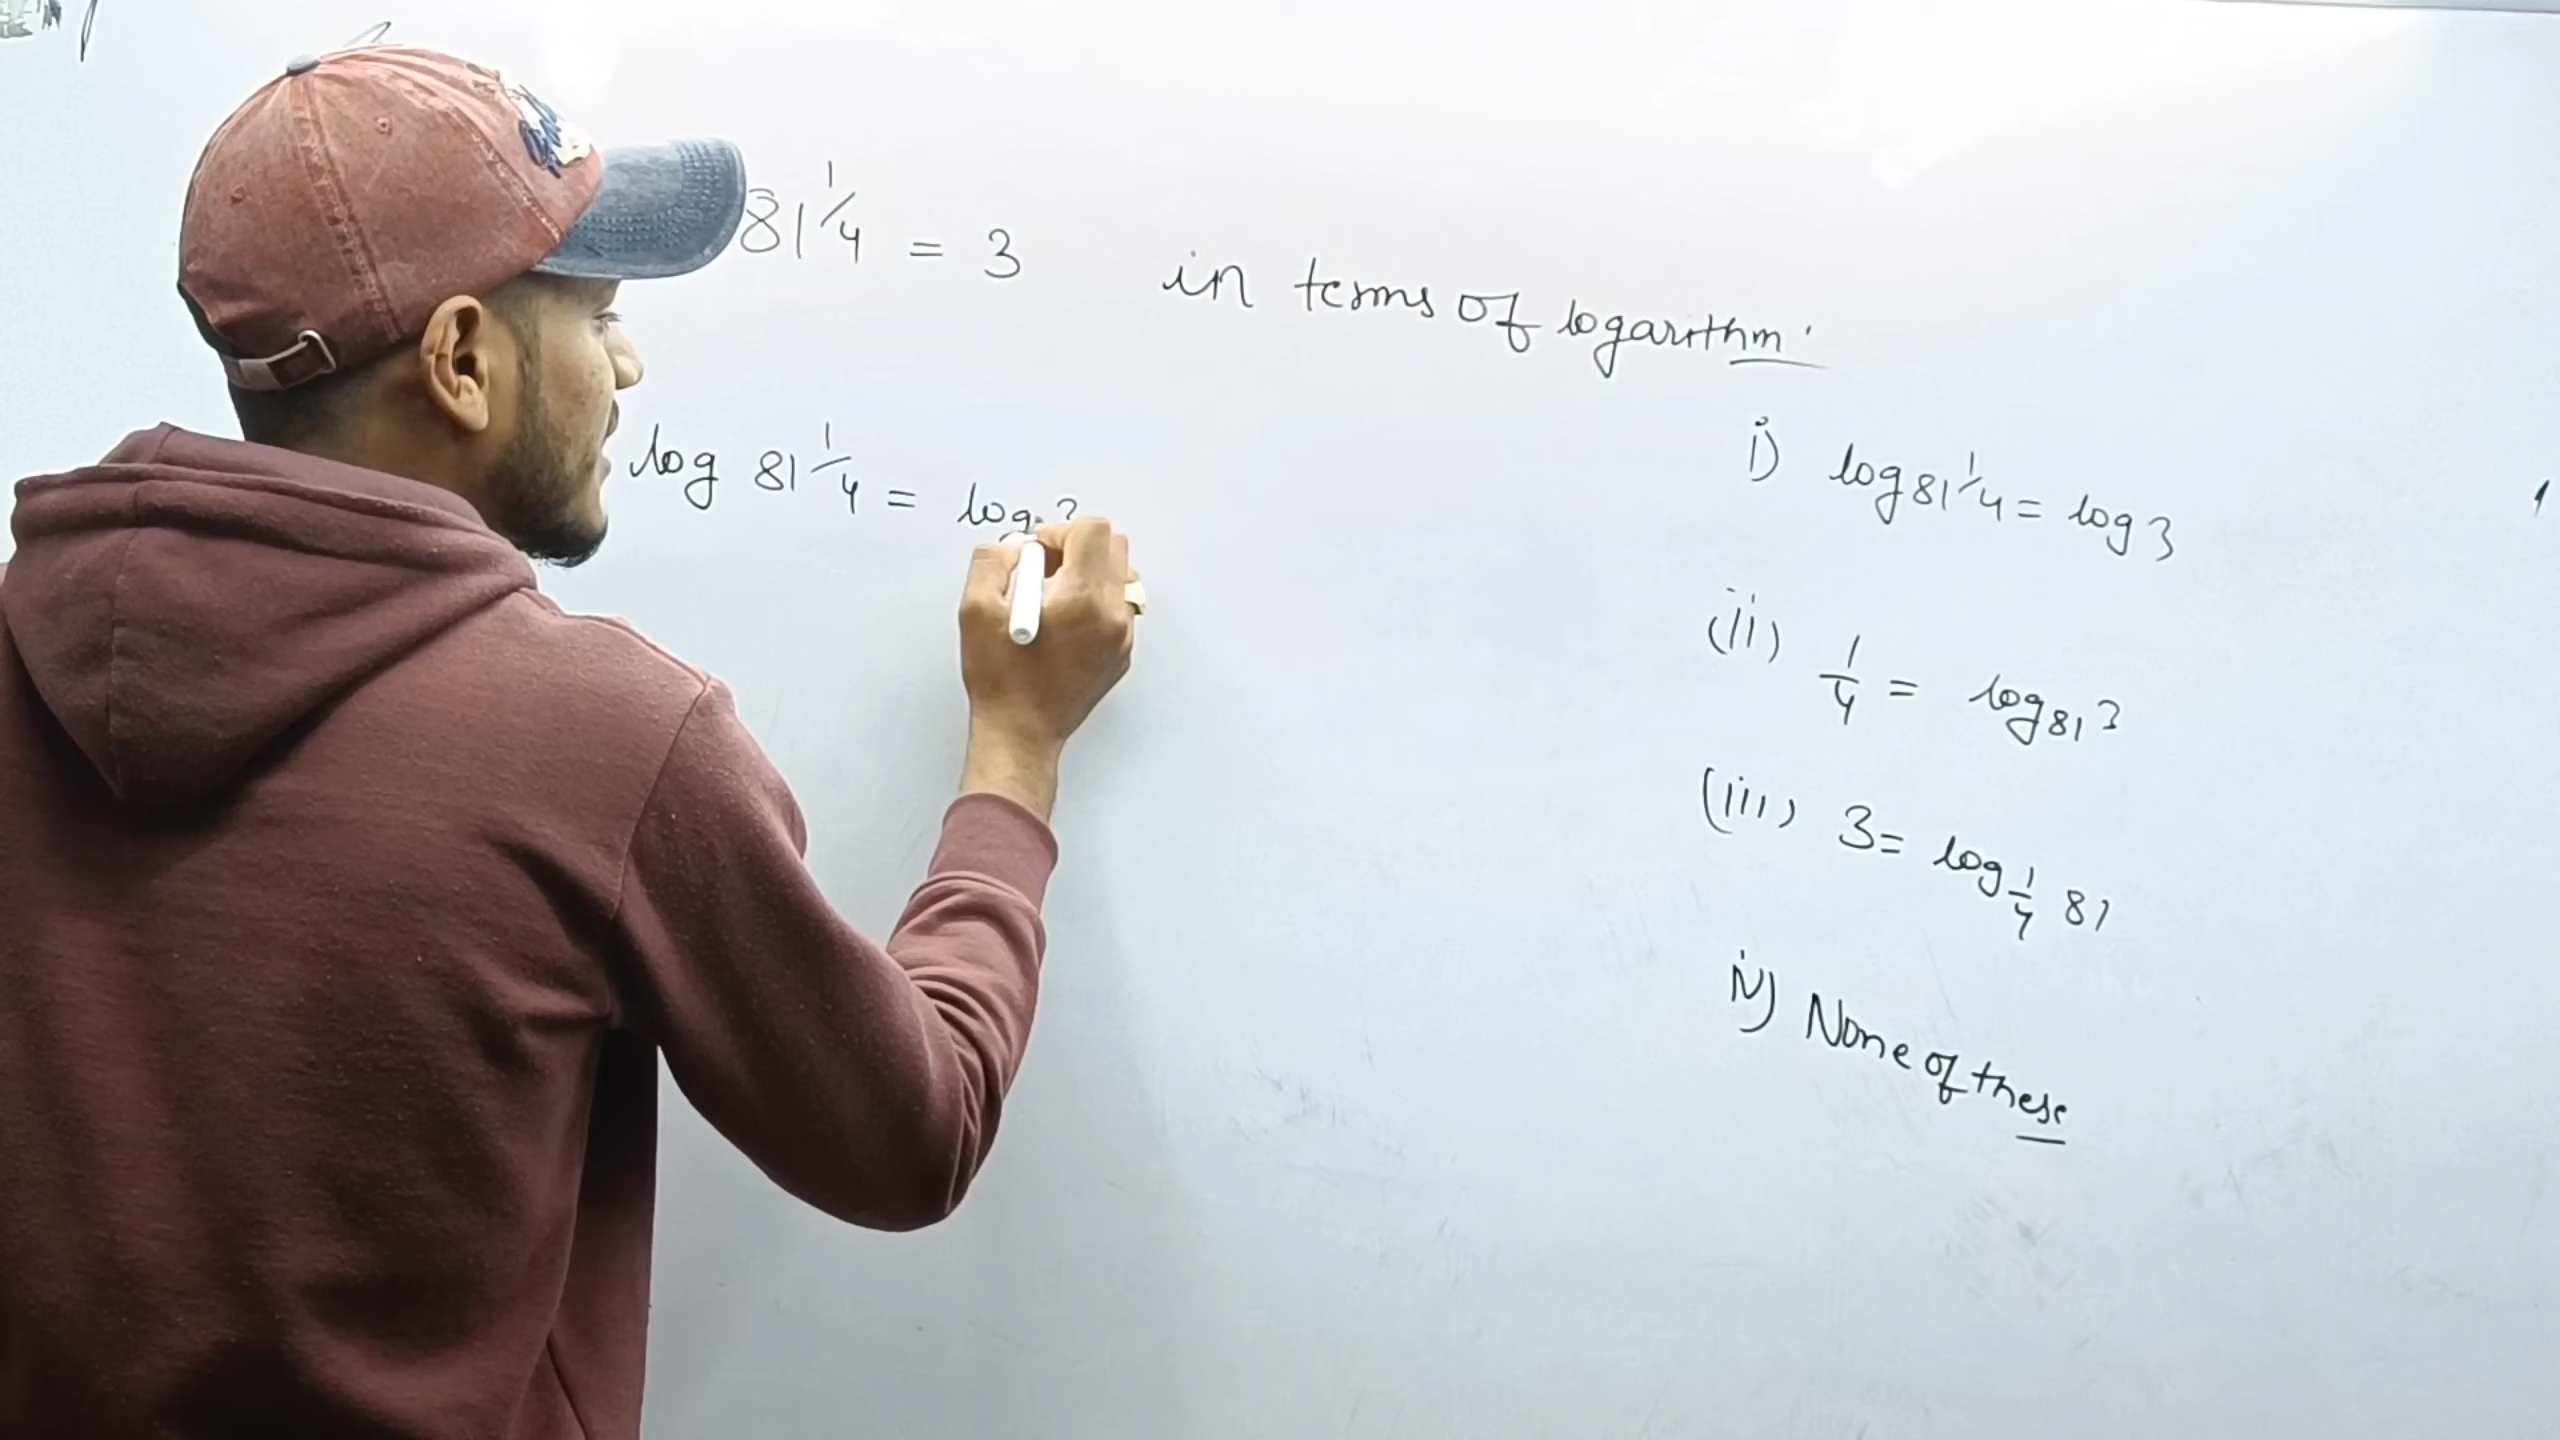 81^1/4 = 3 in terms of logarithm.
log 81^1/4 = log 3
i) log 81^1/4 = log 3
(ii) 1/4 = log₈₁ 3
(iii) 3 = log_1/4 81
iv) None of these